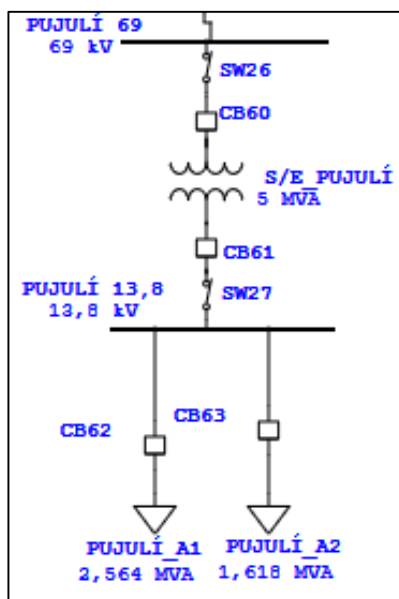 PUJULÍ 69
69 kV
SW26
CB60
S/E_PUJULÍ
5 MVA
CB61
PUJULÍ 13,8
13,8 kV
SW27
CB62
CB63
PUJULÍ_A1
2,564 MVA
PUJULÍ_A2
1,618 MVA